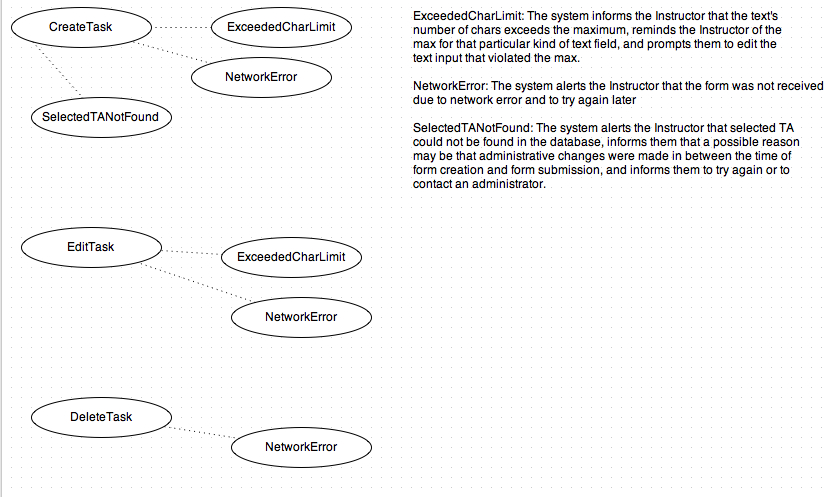 CreateTask
ExceededCharLimit
NetworkError
SelectedTANotFound
ExceededCharLimit: The system informs the Instructor that the text's
number of chars exceeds the maximum, reminds the Instructor of the
max for that particular kind of text field, and prompts them to edit the
text input that violated the max.
NetworkError: The system alerts the Instructor that the form was not received
due to network error and to try again later
SelectedTANotFound: The system alerts the Instructor that selected TA
could not be found in the database, informs them that a possible reason
may be that administrative changes were made in between the time of
form creation and form submission, and informs them to try again or to
contact an administrator.
EditTask
ExceededCharLimit
NetworkError
DeleteTask
NetworkError